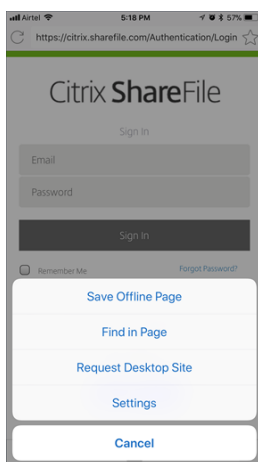 Airtel 5:18 PM 57%
https://citrix.sharefile.com/Authentication/Login
Citrix ShareFile
Sign In
Email
Password
Sign In
Remember Me Forgot Password?
Save Offline Page
Find in Page
Request Desktop Site
Settings
Cancel